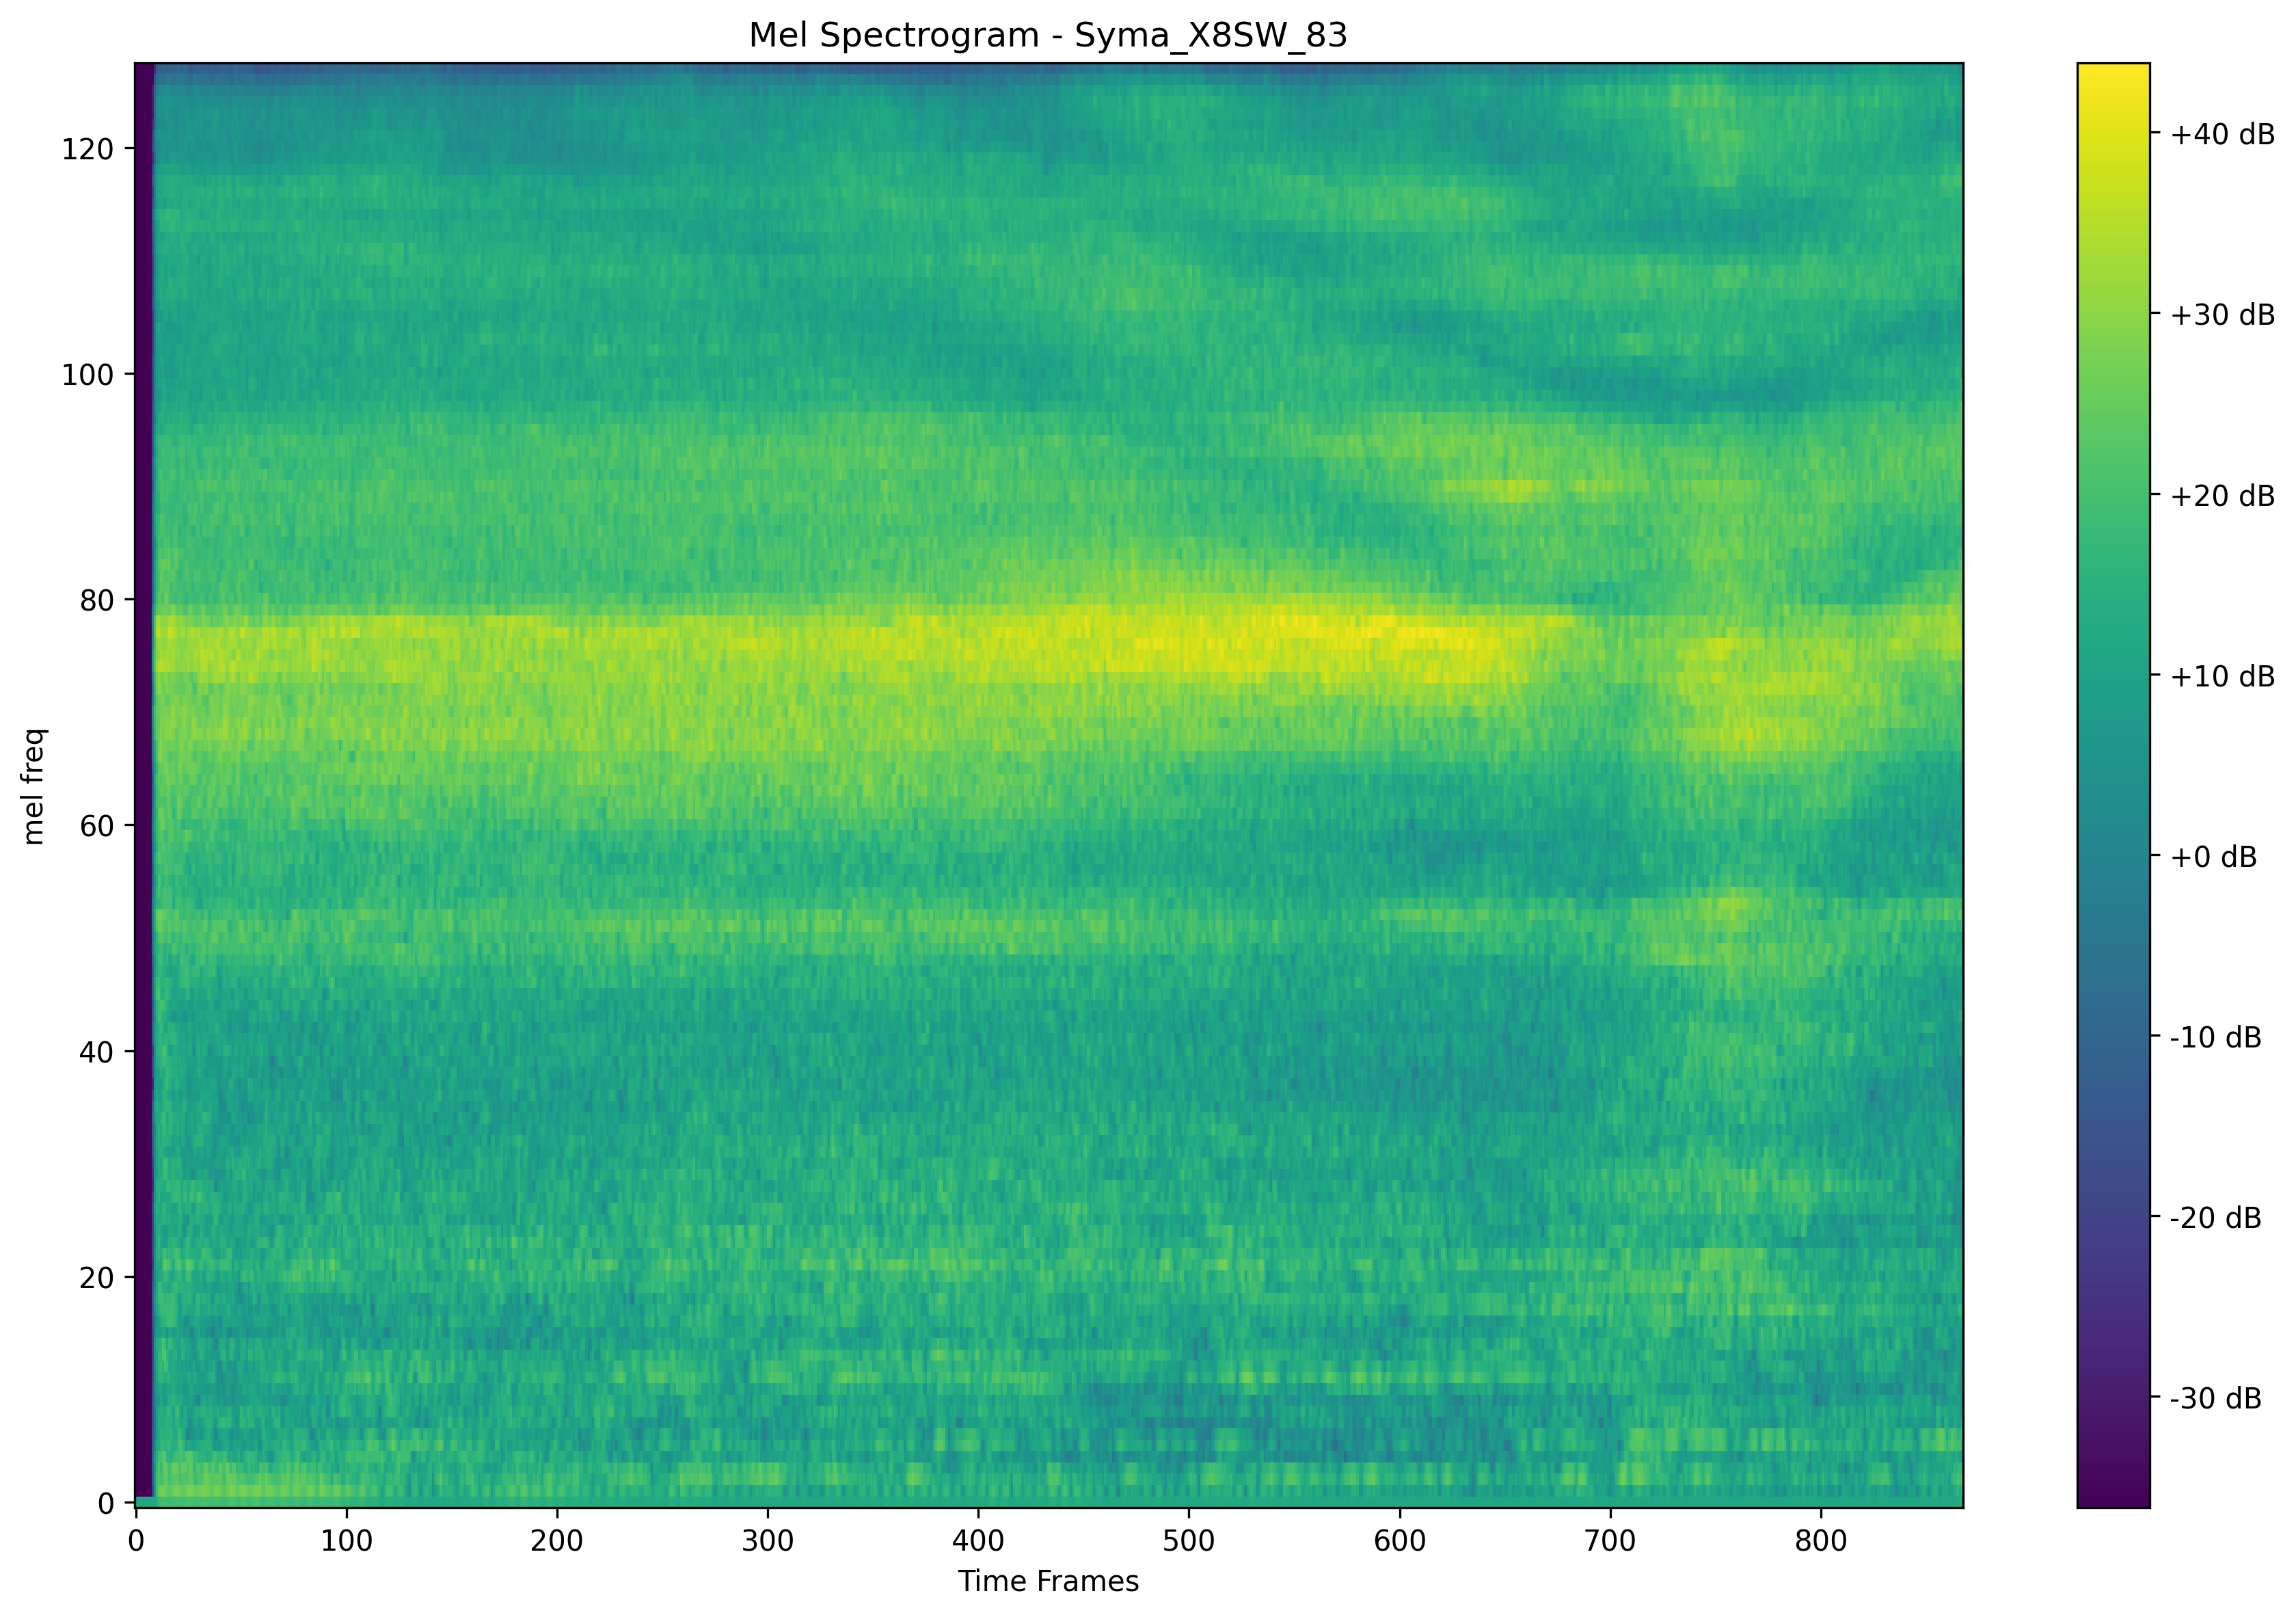 Mel Spectrogram - Syma_X8SW_83
mel freq
120
100
80
60
40
20
0
0 100 200 300 400 500 600 700 800
Time Frames
+40 dB
+30 dB
+20 dB
+10 dB
+0 dB
-10 dB
-20 dB
-30 dB